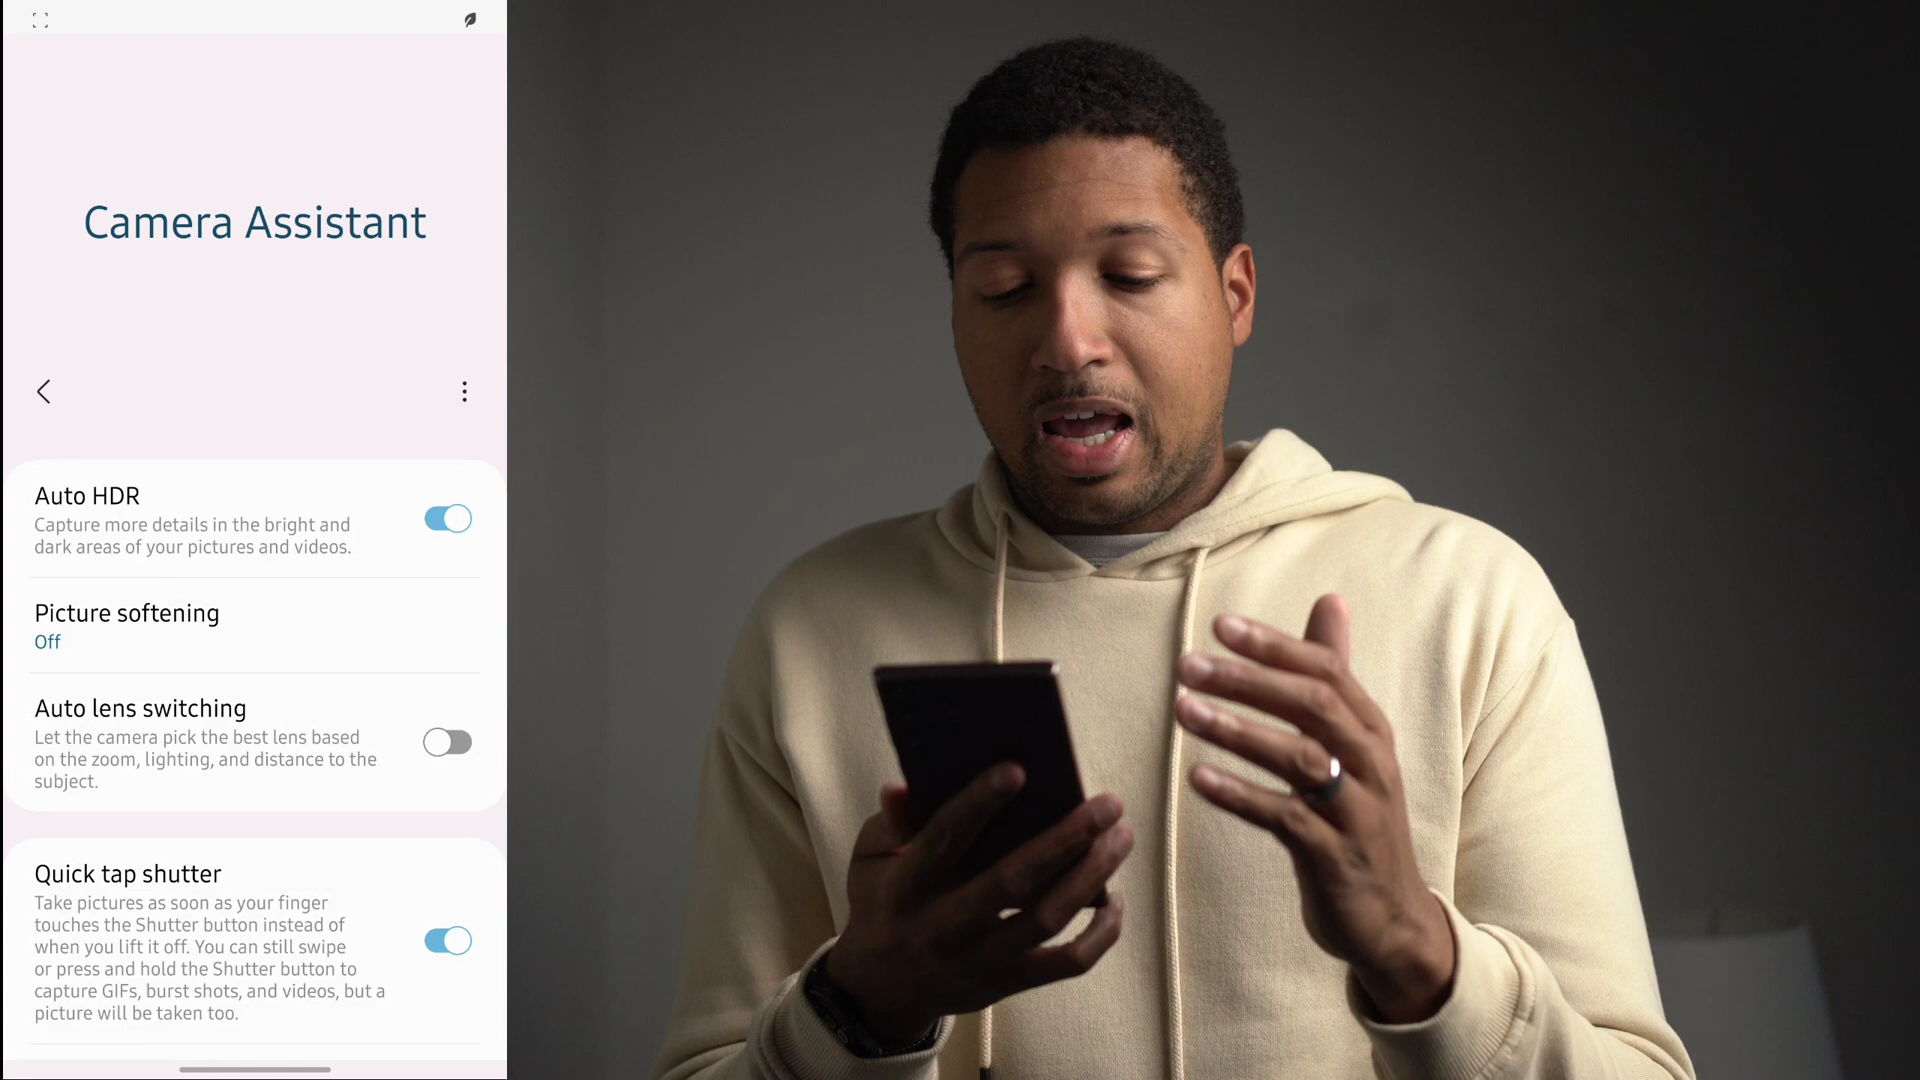 Camera Assistant
Auto HDR
Capture more details in the bright and
dark areas of your pictures and videos.
Picture softening
Off
Auto lens switching
Let the camera pick the best lens based
on the zoom, lighting, and distance to the
subject.
Quick tap shutter
Take pictures as soon as your finger
touches the Shutter button instead of
when you lift it off. You can still swipe
or press and hold the Shutter button to
capture GIFs, burst shots, and videos, but a
picture will be taken too.